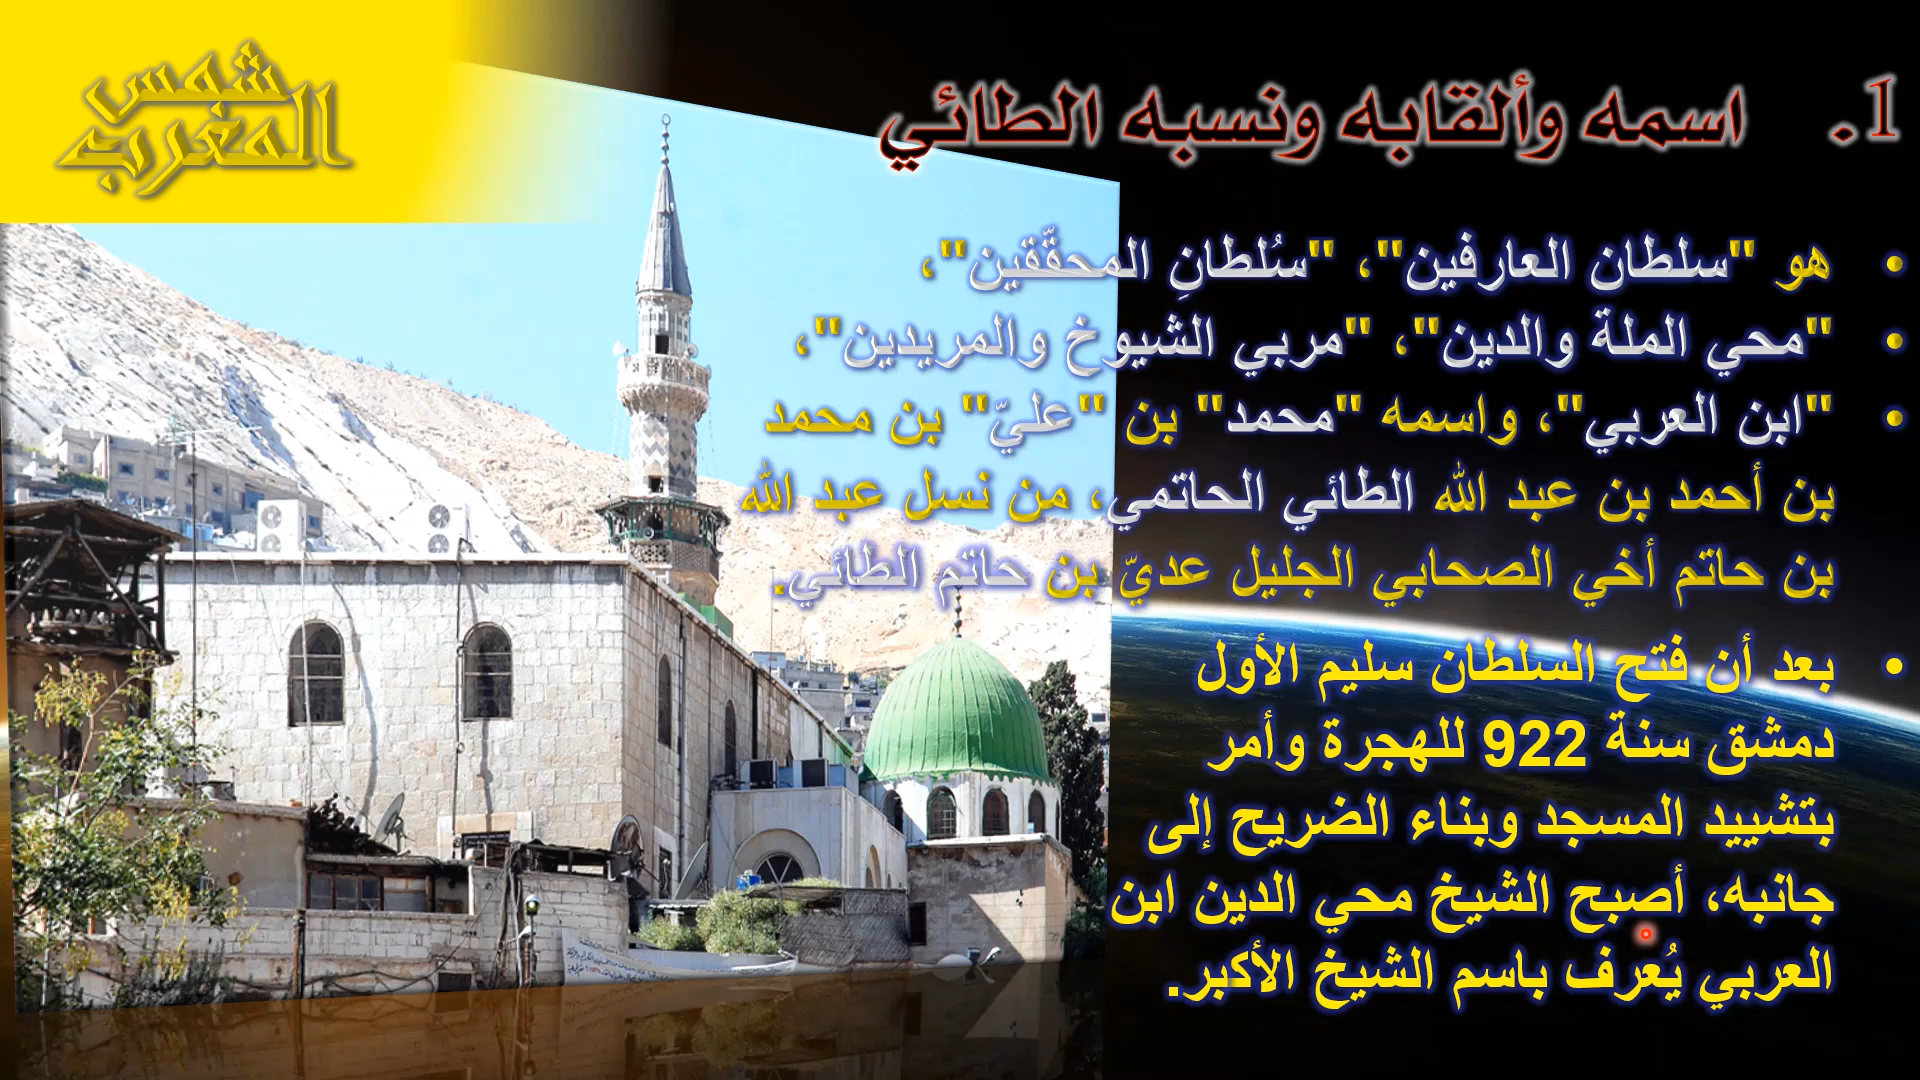 شمس
المغرب
1. اسمه وألقابه ونسبه الطائي
• هو "سلطان العارفين"، "سُلطانِ المحقّقين"،
• "محي الملة والدين"، "مربي الشيوخ والمريدين"،
• "ابن العربي"، واسمه "محمد" بن "عليّ" بن محمد
بن أحمد بن عبد الله الطائي الحاتمي، من نسل عبد الله
بن حاتم أخي الصحابي الجليل عديّ بن حاتم الطائي.
• بعد أن فتح السلطان سليم الأول
دمشق سنة 922 للهجرة وأمر
بتشييد المسجد وبناء الضريح إلى
جانبه، أصبح الشيخ محي الدين ابن
العربي يُعرف باسم الشيخ الأكبر.